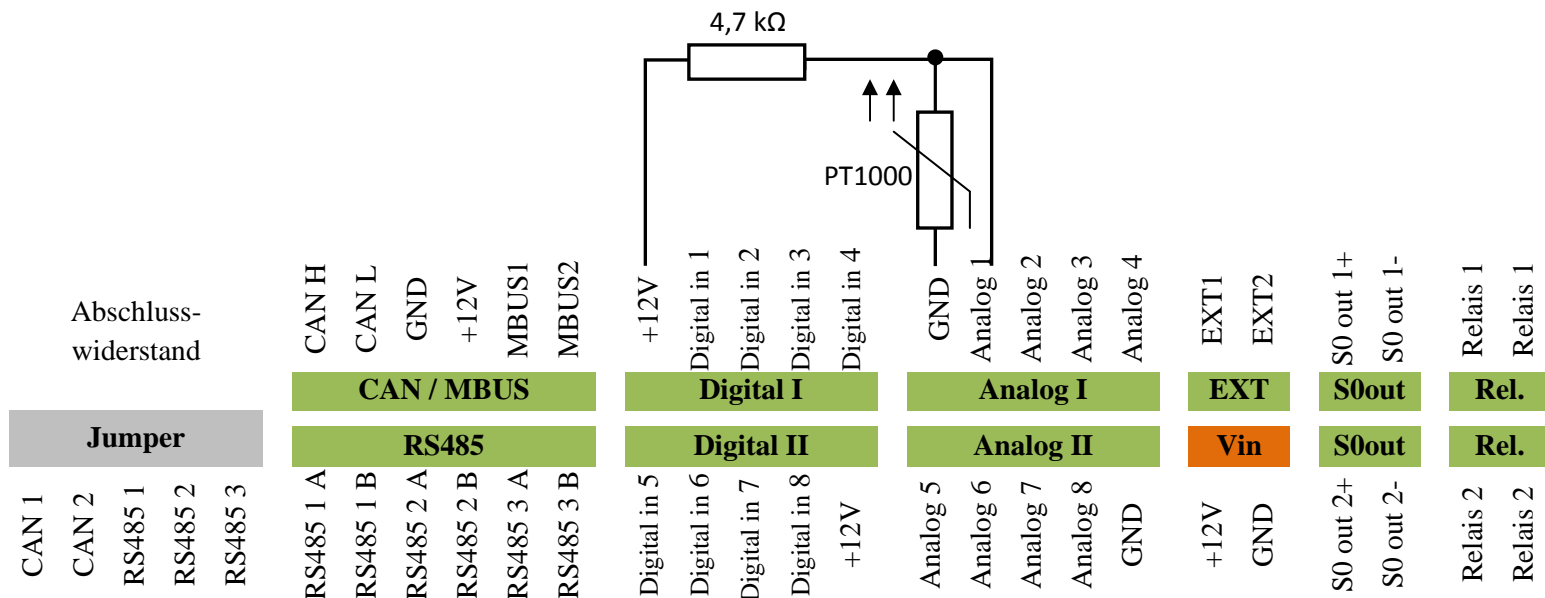 4,7 kΩ
PT1000
Abschluss-
widerstand
CAN H
CAN L
GND
+12V
MBUS1
MBUS2
+12V
Digital in 1
Digital in 2
Digital in 3
Digital in 4
GND
Analog 1
Analog 2
Analog 3
Analog 4
EXT1
EXT2
S0 out 1+
S0 out 1-
Relais 1
Relais 1
CAN / MBUS
Digital I
Analog I
EXT
S0out
Rel.
Jumper
RS485
Digital II
Analog II
Vin
S0out
Rel.
CAN 1
CAN 2
RS485 1
RS485 2
RS485 3
RS485 1 A
RS485 1 B
RS485 2 A
RS485 2 B
RS485 3 A
RS485 3 B
Digital in 5
Digital in 6
Digital in 7
Digital in 8
+12V
Analog 5
Analog 6
Analog 7
Analog 8
GND
+12V
GND
S0 out 2+
S0 out 2-
Relais 2
Relais 2